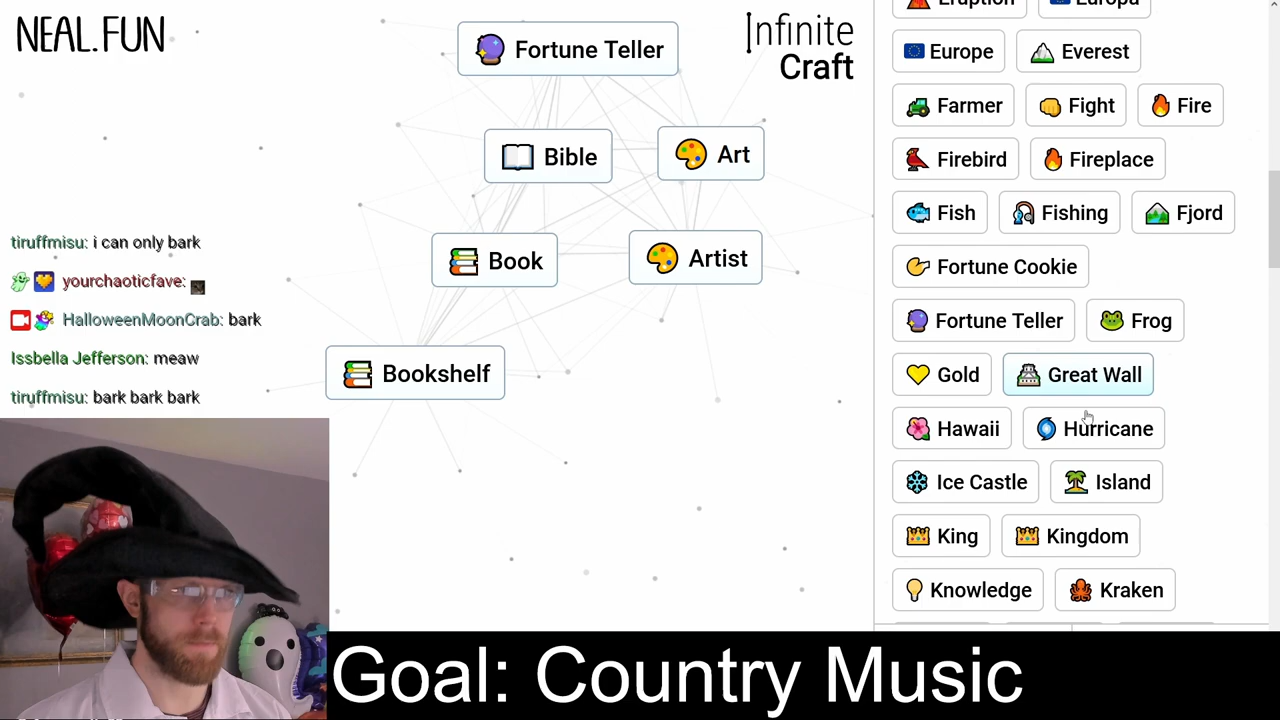 NEAL.FUN
Infinite
Craft
Fortune Teller
Bible
Art
Book
Artist
Bookshelf
tiruffmisu: i can only bark
yourchaoticfave:
HalloweenMoonCrab: bark
Issbella Jefferson: meaw
tiruffmisu: bark bark bark
Eruption Europa
Europe Everest
Farmer Fight Fire
Firebird Fireplace
Fish Fishing Fjord
Fortune Cookie
Fortune Teller Frog
Gold Great Wall
Hawaii Hurricane
Ice Castle Island
King Kingdom
Knowledge Kraken
Goal: Country Music